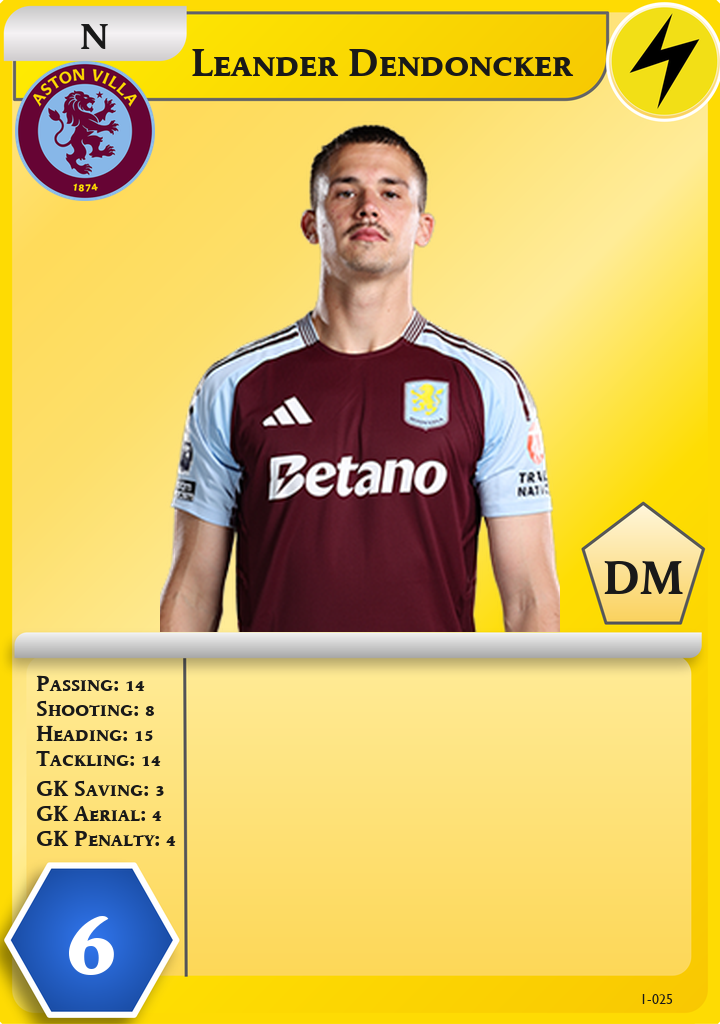 N
Leander Dendoncker
ASTON VILLA
1874
Betano
DM
Passing: 14
Shooting: 8
Heading: 15
Tackling: 14
GK Saving: 3
GK Aerial: 4
GK Penalty: 4
6
1-025